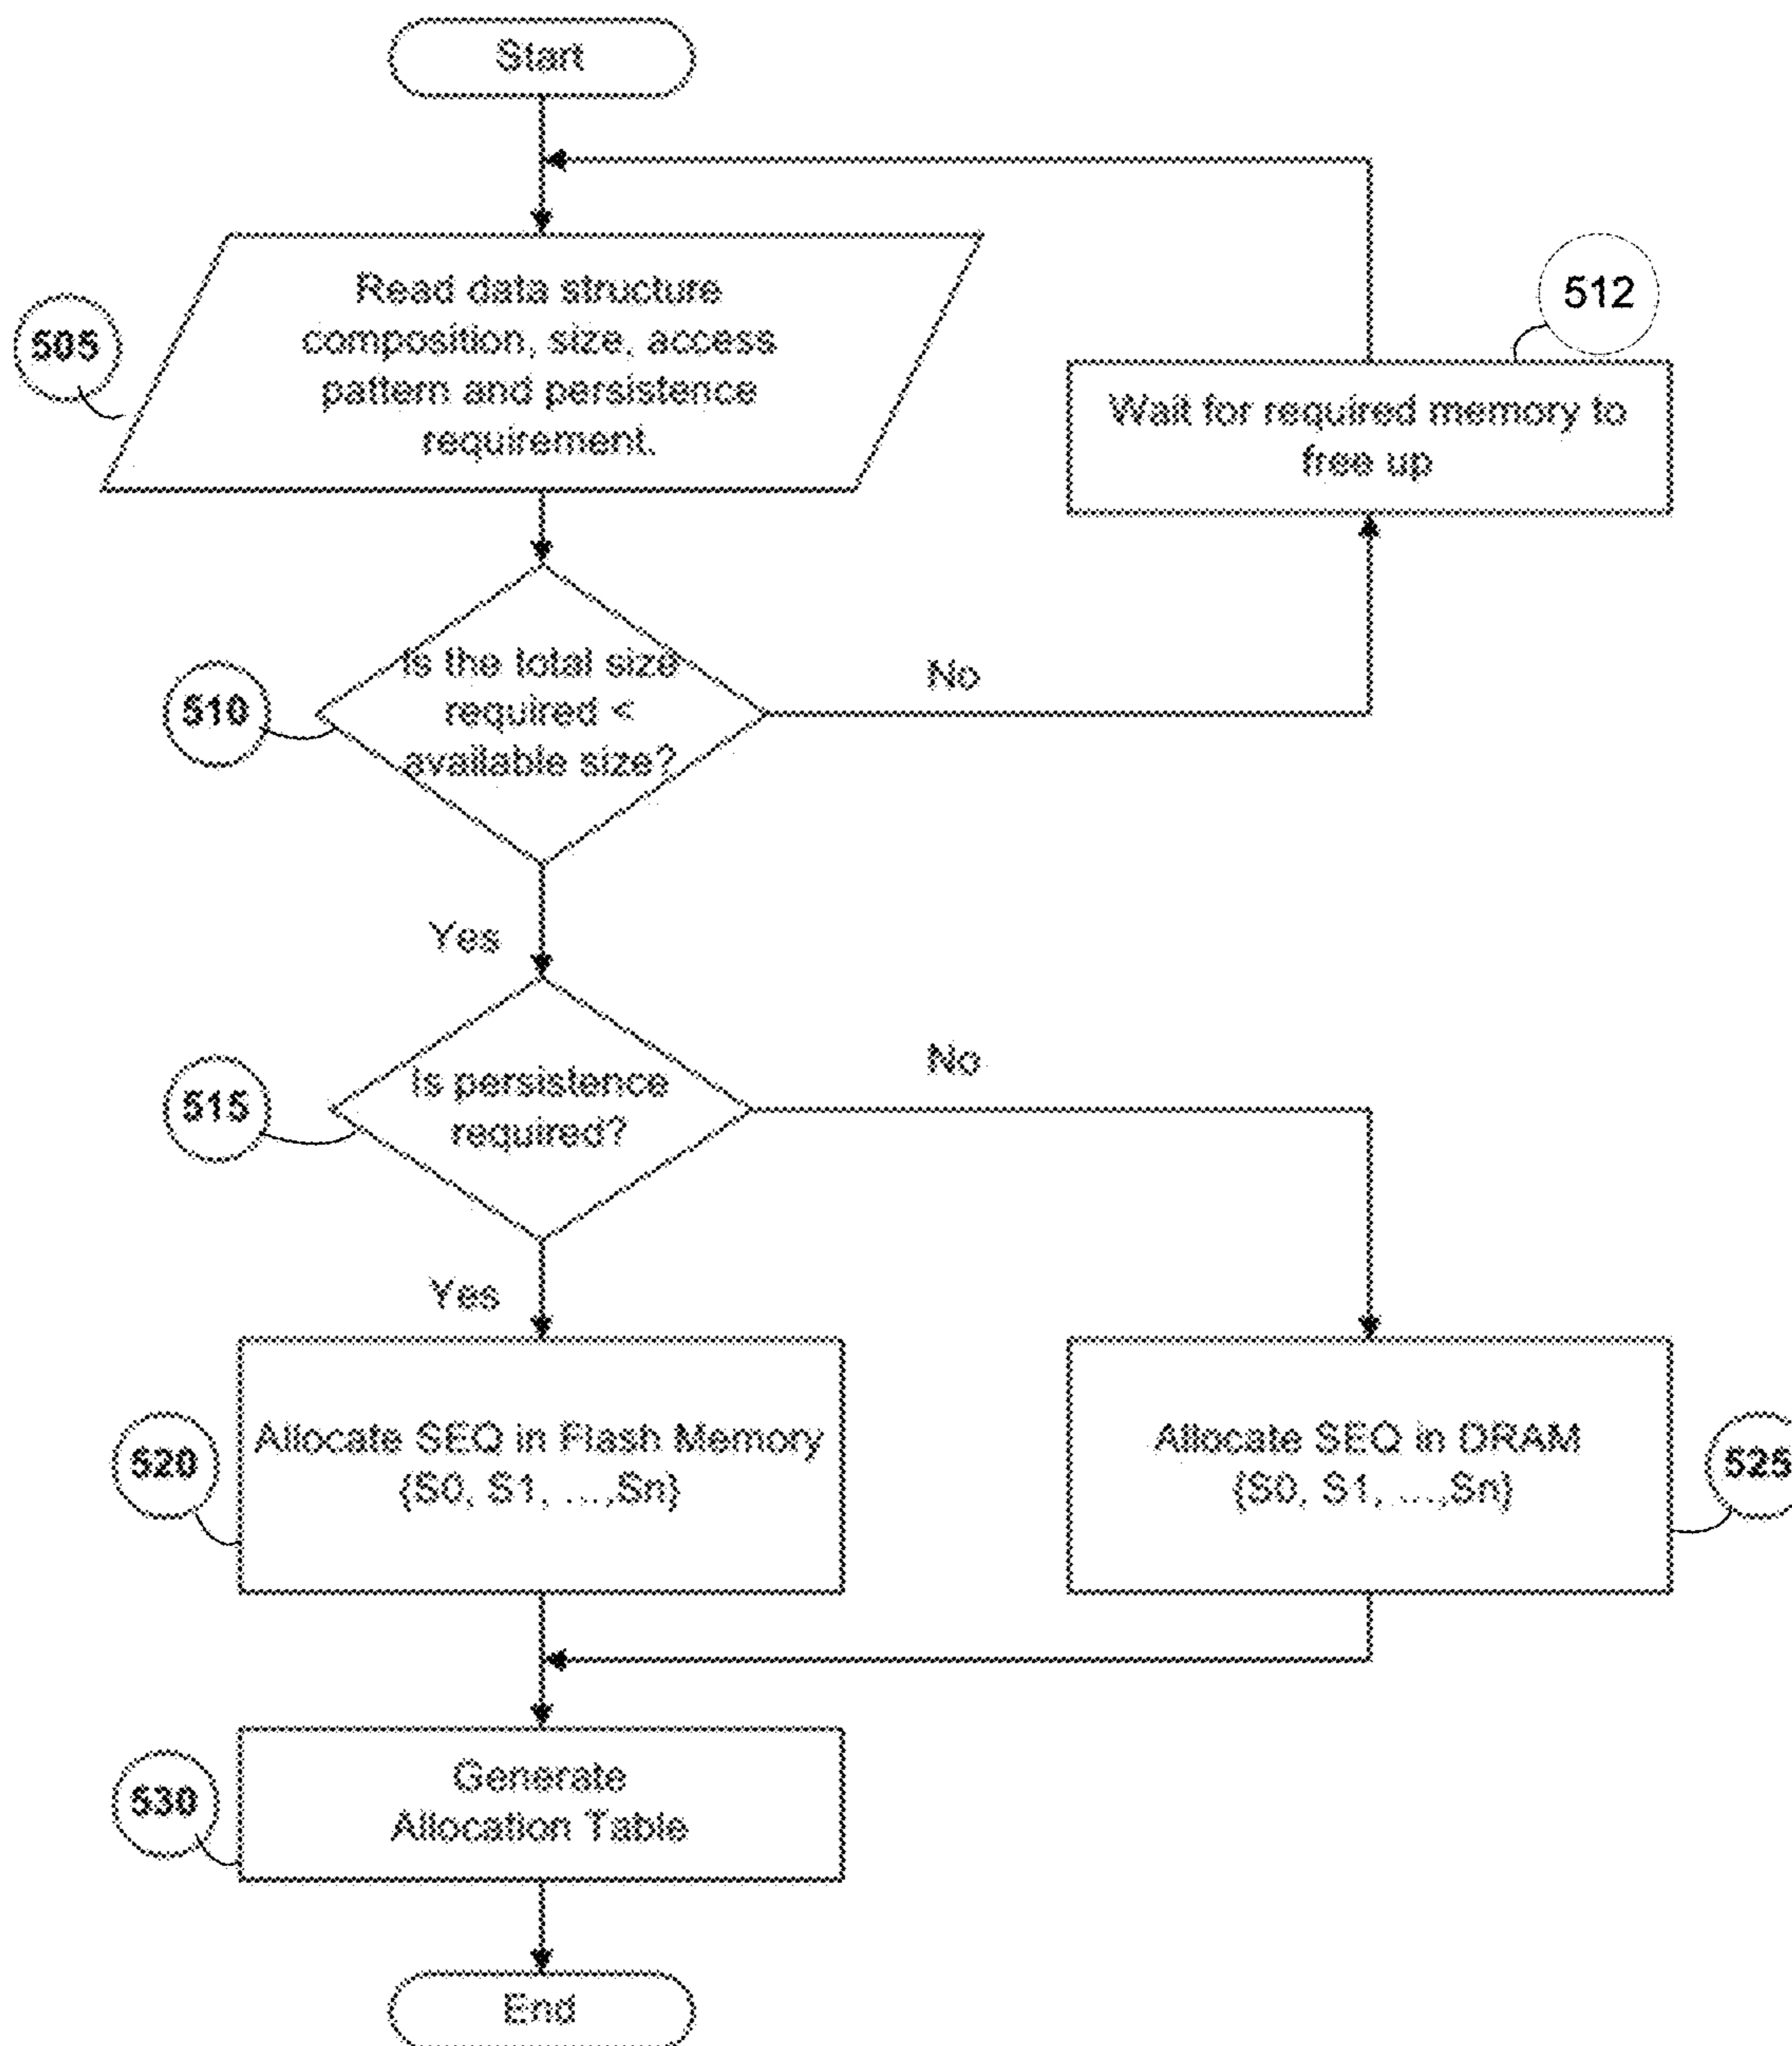 Start
505
Read data structure
composition, size, access
pattern and persistence
requirement.
512
Wait for required memory to
free up
510
Is the total size
required <
available size?
No
Yes
515
Is persistence
required?
No
Yes
520
Allocate SEQ in Flash Memory
(S0, S1, ...,Sn)
Allocate SEQ in DRAM
(S0, S1, ...,Sn)
525
530
Generate
Allocation Table
End